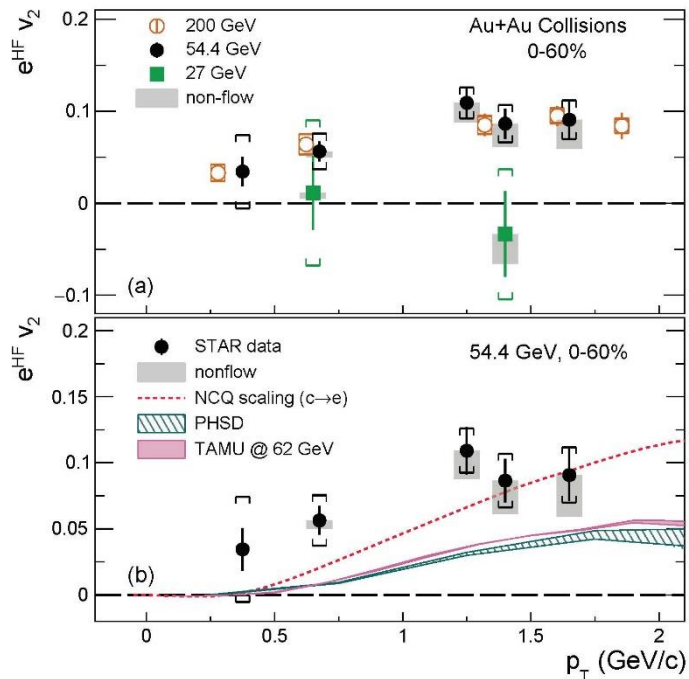 e^HF v₂
0.2
0.1
0
−0.1
200 GeV
54.4 GeV
27 GeV
non-flow
Au+Au Collisions
0-60%
(a)
e^HF v₂
0.2
0.15
0.1
0.05
0
STAR data
nonflow
NCQ scaling (c→e)
PHSD
TAMU @ 62 GeV
54.4 GeV, 0-60%
(b)
0 0.5 1 1.5 2
p_T (GeV/c)